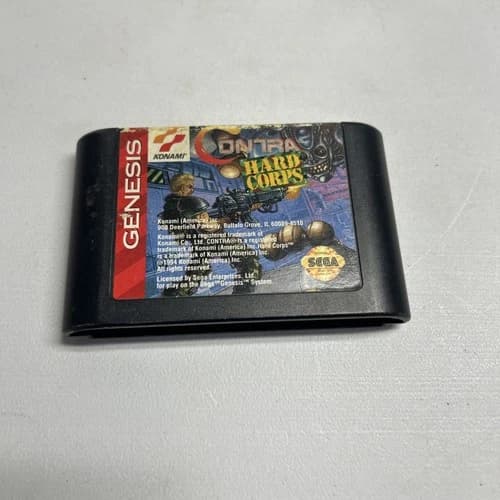 GENESIS
KONAMI
CONTRA
HARD
CORPS
Konami (America) Inc.
900 Deerfield Parkway, Buffalo Grove, IL 60089-4510
Konami® is a registered trademark of
Konami Co., Ltd. CONTRA® is a registered
trademark of Konami (America) Inc. Hard Corps™
is a trademark of Konami (America) Inc.
©1994 Konami (America) Inc.
All rights reserved.
Licensed by Sega Enterprises, Ltd.
for play on the Sega™ Genesis™ System.
SEGA